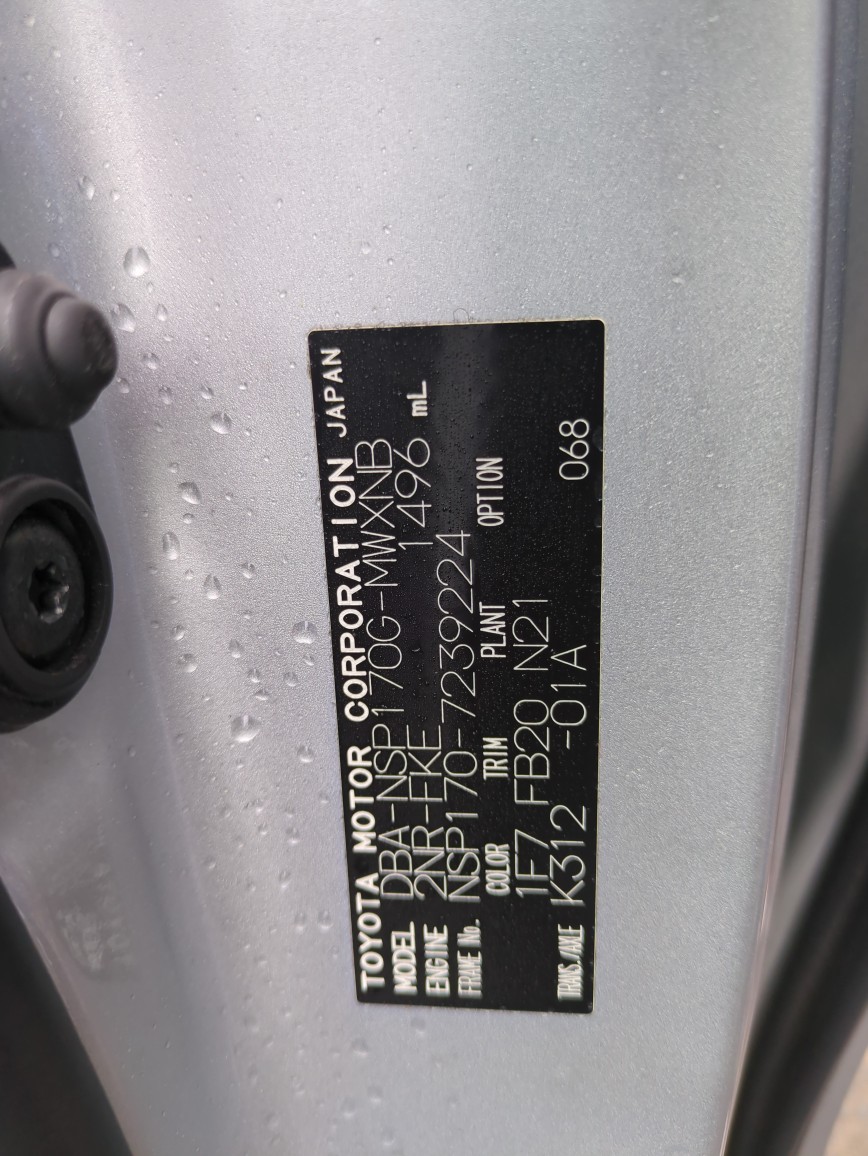 TOYOTA MOTOR CORPORATION JAPAN
MODEL DBA-NSP170G-MWXNB
ENGINE 2NR-FKE 1496 mL
FRAME No. NSP170-7239224
COLOR TRIM PLANT OPTION
1F7 FB20 N21
TRANS./AXLE K312 -01A 068